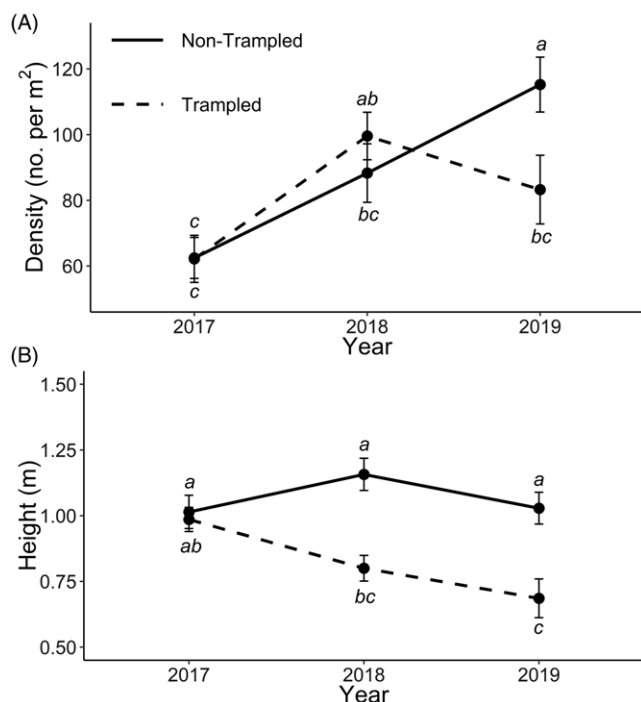 (A)
Non-Trampled
Trampled
Density (no. per m²)
120
100
80
60
c
c
ab
bc
a
bc
2017 2018 2019
Year
(B)
Height (m)
1.50
1.25
1.00
0.75
0.50
a
ab
a
bc
a
c
2017 2018 2019
Year